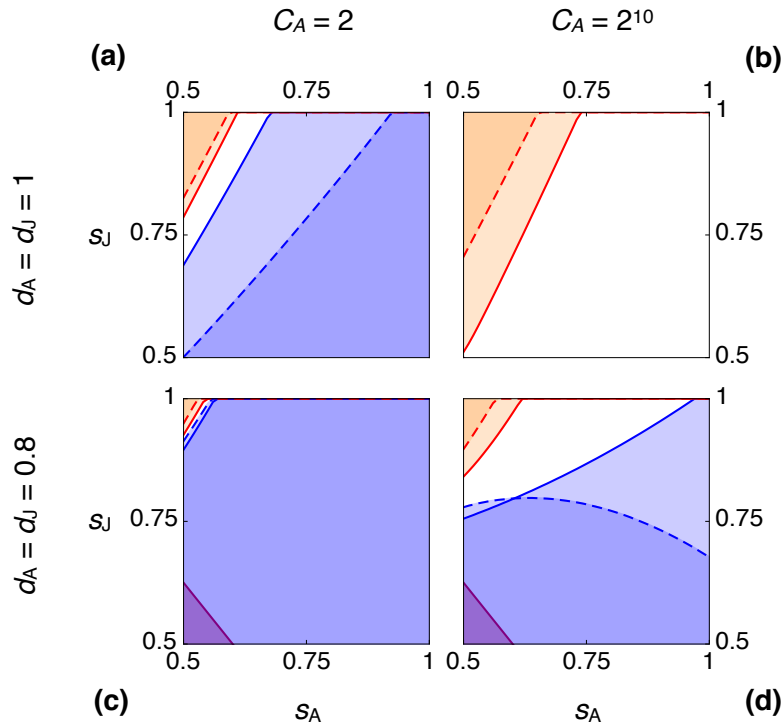 C_A = 2 C_A = 2^10
(a) (b)
0.5 0.75 1 0.5 0.75 1
1 1
d_A = d_J = 1
s_J 0.75 0.75
0.5 0.5
1 1
d_A = d_J = 0.8
s_J 0.75 0.75
0.5 0.5
0.5 0.75 1 0.5 0.75 1
(c) s_A s_A (d)